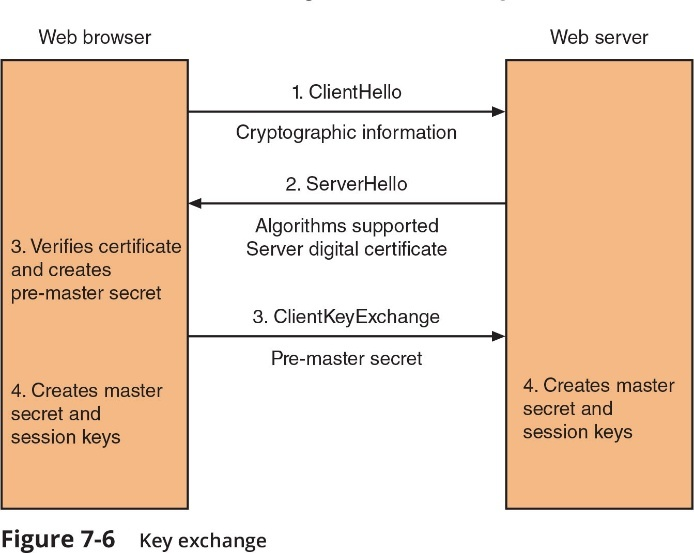 Web browser
Web server
1. ClientHello
Cryptographic information
2. ServerHello
Algorithms supported
Server digital certificate
3. Verifies certificate
and creates
pre-master secret
3. ClientKeyExchange
Pre-master secret
4. Creates master
secret and
session keys
4. Creates master
secret and
session keys
Figure 7-6 Key exchange